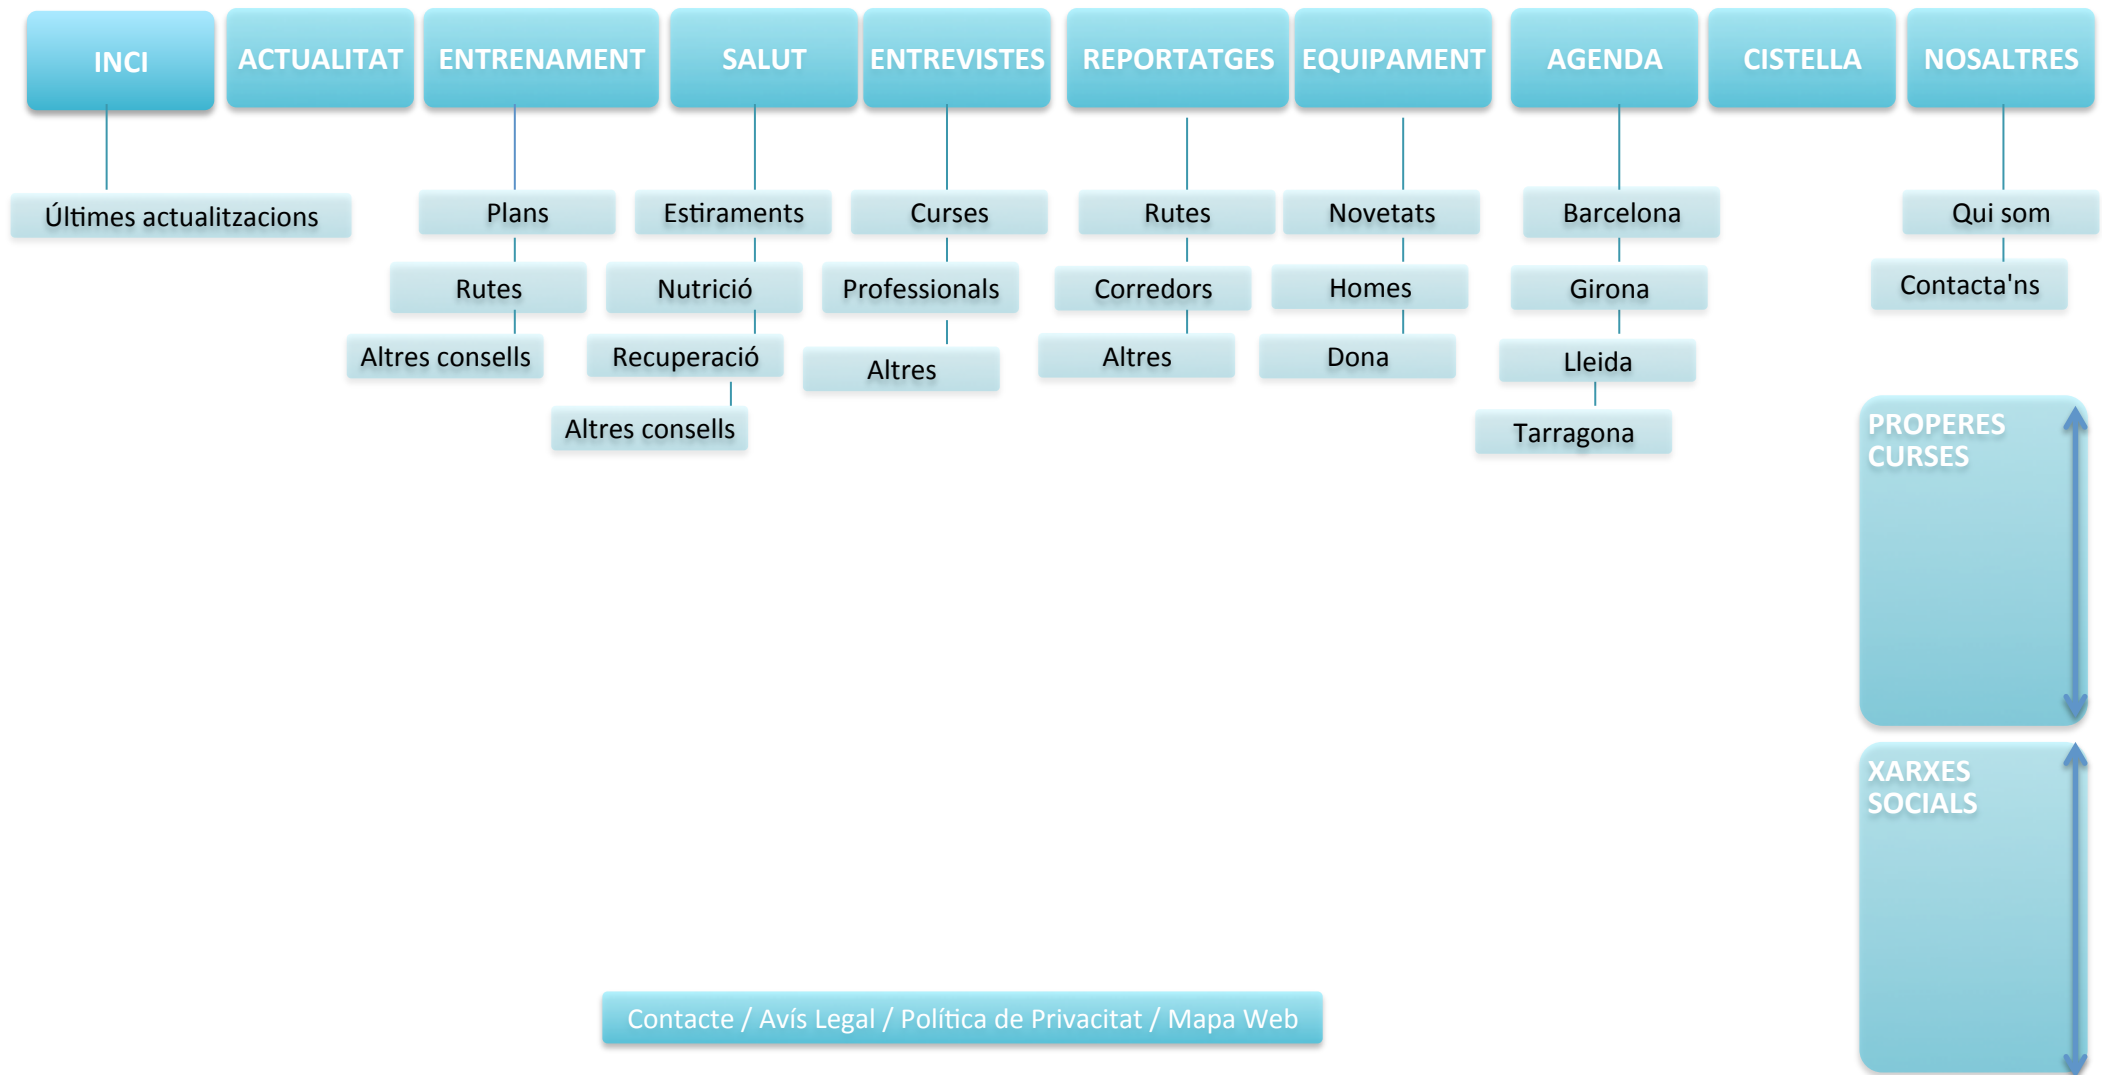 INCI
ACTUALITAT
ENTRENAMENT
SALUT
ENTREVISTES
REPORTATGES
EQUIPAMENT
AGENDA
CISTELLA
NOSALTRES
Últimes actualitzacions
Plans
Estiraments
Curses
Rutes
Novetats
Barcelona
Qui som
Rutes
Nutrició
Professionals
Corredors
Homes
Girona
Contacta'ns
Altres consells
Recuperació
Altres
Altres
Dona
Lleida
Altres consells
Tarragona
PROPERES
CURSES
XARXES
SOCIALS
Contacte / Avís Legal / Política de Privacitat / Mapa Web